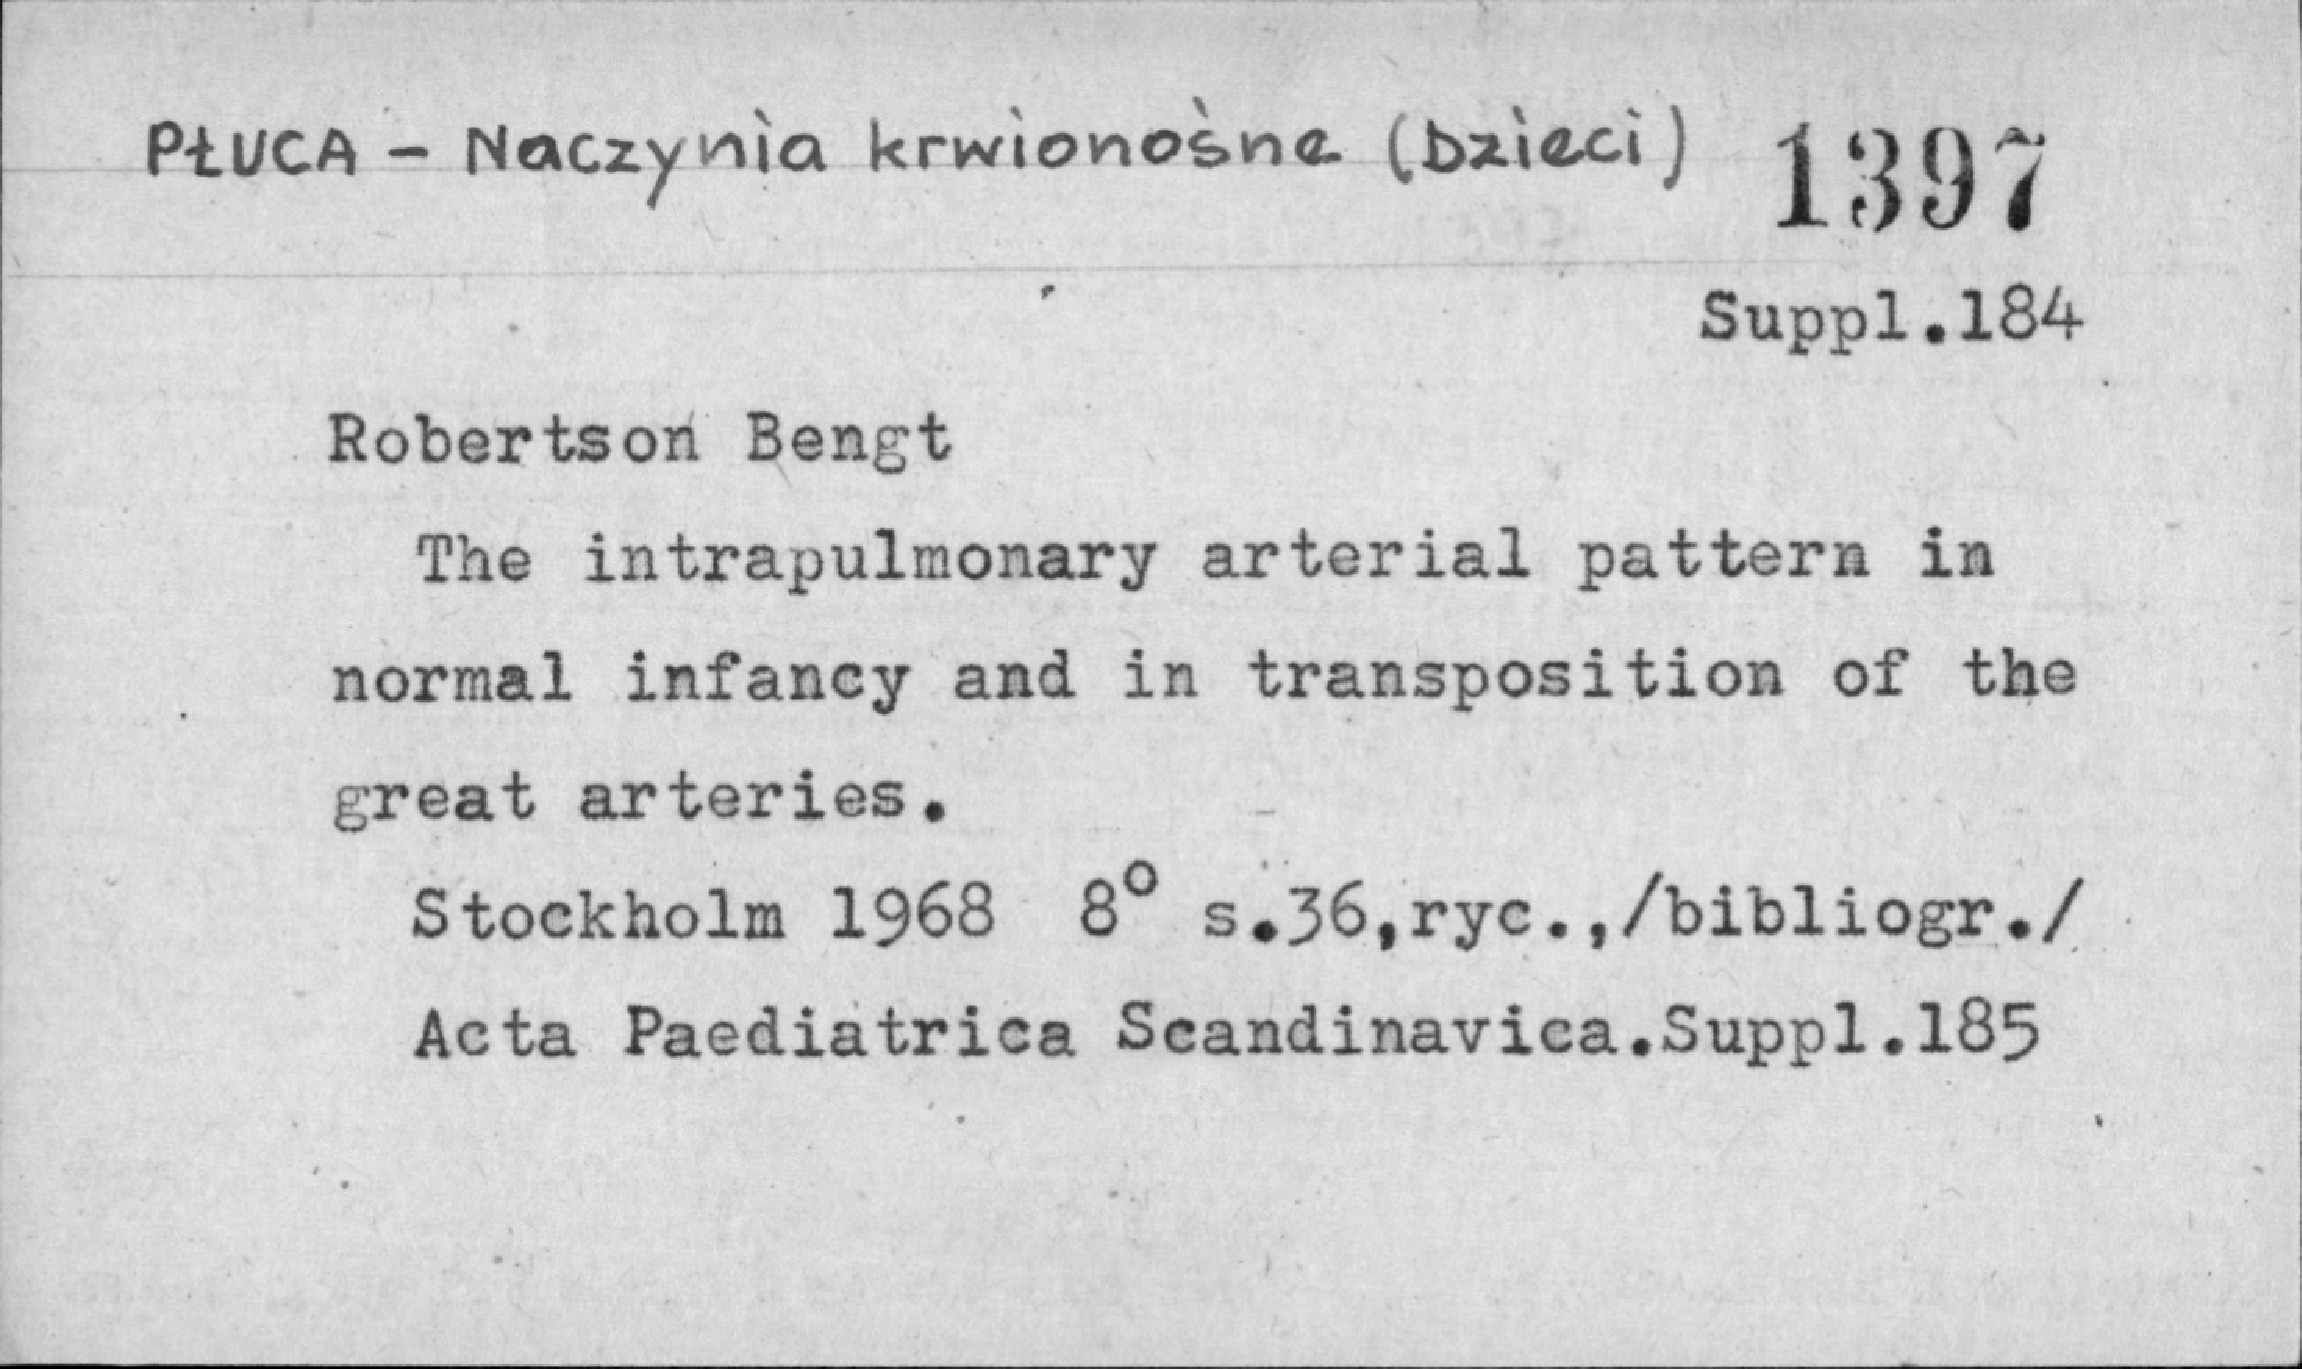 PŁUCA - Naczynia krwionośne (Dzieci) 1397
Suppl.184
Robertson Bengt
The intrapulmonary arterial pattern in
normal infancy and in transposition of the
great arteries.
Stockholm 1968 8° s.36,ryc.,/bibliogr./
Acta Paediatrica Scandinavica.Suppl.185